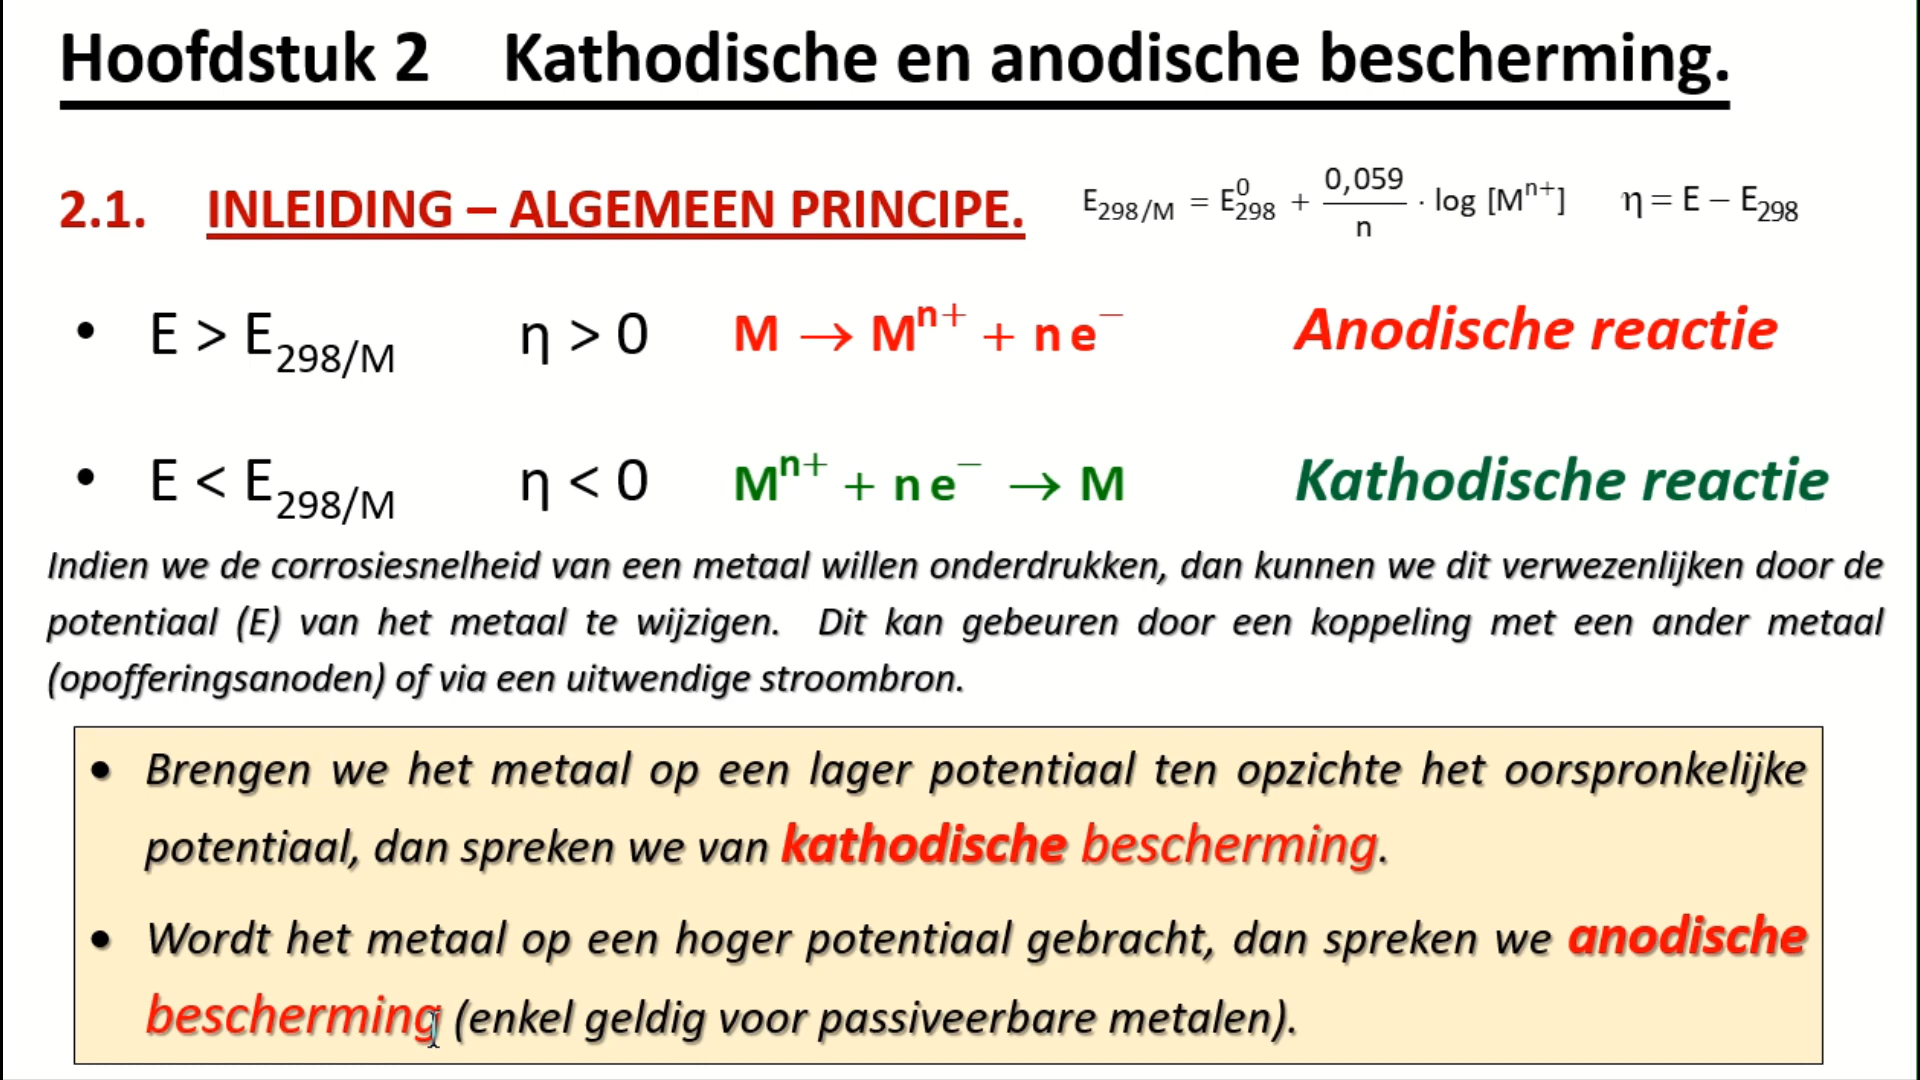 Hoofdstuk 2 Kathodische en anodische bescherming.
2.1. INLEIDING – ALGEMEEN PRINCIPE. E₂₉₈/M = E⁰₂₉₈ + 0,059/n · log [Mⁿ⁺] η = E – E₂₉₈
• E > E₂₉₈/M η > 0 M → Mⁿ⁺ + n e⁻ Anodische reactie
• E < E₂₉₈/M η < 0 Mⁿ⁺ + n e⁻ → M Kathodische reactie
Indien we de corrosiesnelheid van een metaal willen onderdrukken, dan kunnen we dit verwezenlijken door de
potentiaal (E) van het metaal te wijzigen. Dit kan gebeuren door een koppeling met een ander metaal
(opofferingsanoden) of via een uitwendige stroombron.
• Brengen we het metaal op een lager potentiaal ten opzichte het oorspronkelijke
potentiaal, dan spreken we van kathodische bescherming.
• Wordt het metaal op een hoger potentiaal gebracht, dan spreken we anodische
bescherming (enkel geldig voor passiveerbare metalen).